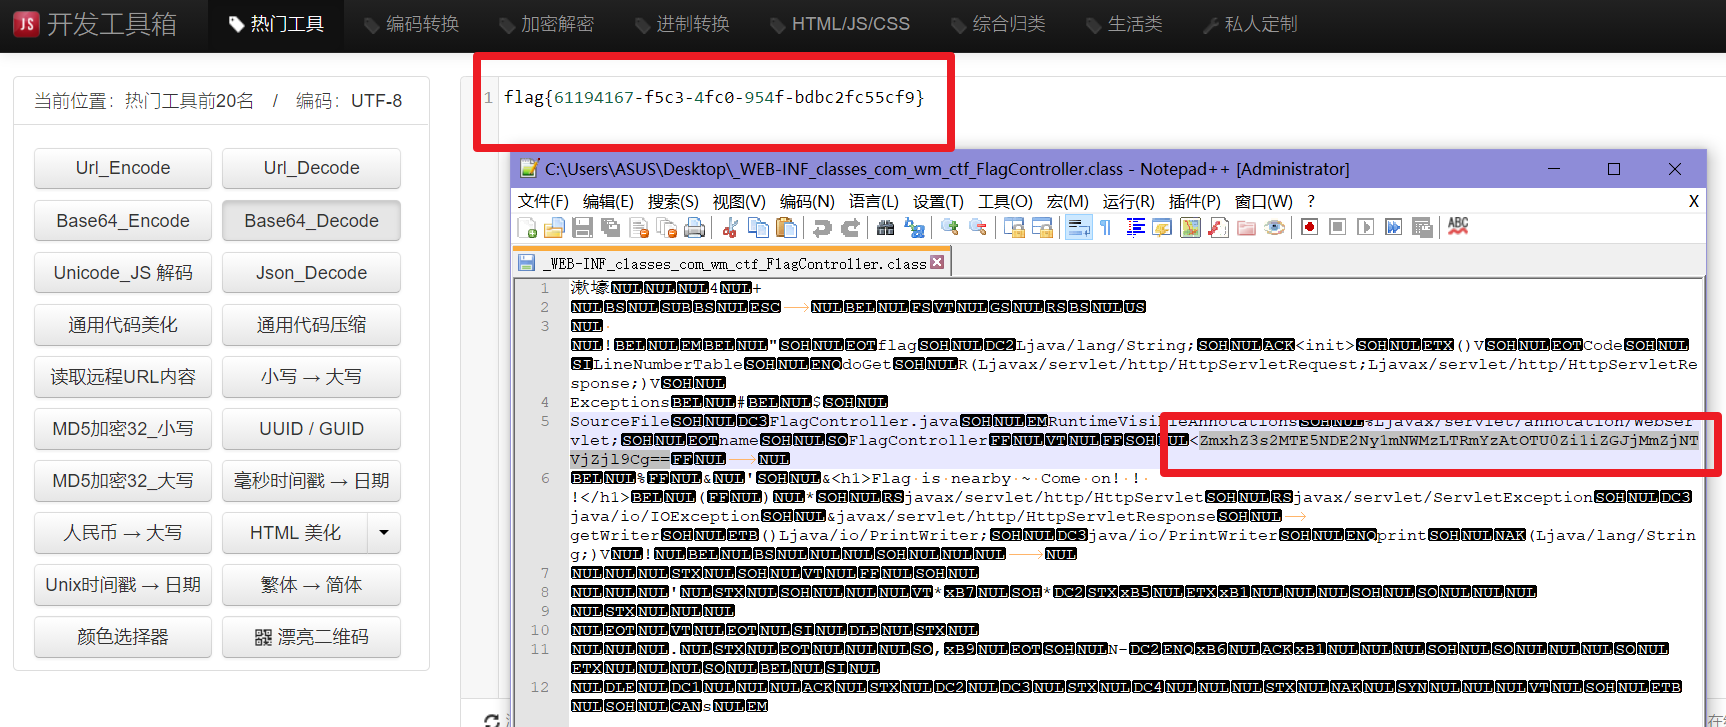 JS 开发工具箱 热门工具 编码转换 加密解密 进制转换 HTML/JS/CSS 综合归类 生活类 私人定制
当前位置: 热门工具前20名 / 编码: UTF-8
Url_Encode Url_Decode
Base64_Encode Base64_Decode
Unicode_JS 解码 Json_Decode
通用代码美化 通用代码压缩
读取远程URL内容 小写 → 大写
MD5加密32_小写 UUID / GUID
MD5加密32_大写 毫秒时间戳 → 日期
人民币 → 大写 HTML 美化
Unix时间戳 → 日期 繁体 → 简体
颜色选择器 漂亮二维码
1 flag{61194167-f5c3-4fc0-954f-bdbc2fc55cf9}
C:\Users\ASUS\Desktop\_WEB-INF_classes_com_wm_ctf_FlagController.class - Notepad++ [Administrator]
文件(F) 编辑(E) 搜索(S) 视图(V) 编码(N) 语言(L) 设置(T) 工具(O) 宏(M) 运行(R) 插件(P) 窗口(W) ? X
ABC
_WEB-INF_classes_com_wm_ctf_FlagController.class
1 漱壕NULNULNUL4NUL+
2 NULBSNULSUBBSNULESC→NULBELNULFSVTNULGSNULRSBSNULUS
3 NUL
NUL!BELNULEMBELNUL"SOHNULEOTflagSOHNULDC2Ljava/lang/String;SOHNULACK<init>SOHNULETX()VSOHNULEOTCodeSOHNUL
SILineNumberTableSOHNULENQdoGetSOHNULR(Ljavax/servlet/http/HttpServletRequest;Ljavax/servlet/http/HttpServletRe
sponse;)VSOHNUL
4 ExceptionsBELNUL#BELNUL$SOHNUL
5 SourceFileSOHNULDC3FlagController.javaSOHNULEMRuntimeVisibleAnnotationsSOHNUL%Ljavax/servlet/annotation/WebSer
vlet;SOHNULEOTnameSOHNULSOFlagControllerFFNULVTNULFFSOHNUL<ZmxhZ3s2MTE5NDE2Ny1mNWMzLTRmYzAtOTU0Zi1iZGJjMmZjNT
VjZjl9Cg==FFNUL→NUL
6 BELNUL%FFNUL&NUL'SOHNUL&<h1>Flag is nearby ~ Come on! !
!</h1>BELNUL(FFNUL)NUL*SOHNULRSjavax/servlet/http/HttpServletSOHNULRSjavax/servlet/ServletExceptionSOHNULDC3
java/io/IOExceptionSOHNUL&javax/servlet/http/HttpServletResponseSOHNUL→
getWriterSOHNULETB()Ljava/io/PrintWriter;SOHNULDC3java/io/PrintWriterSOHNULENQprintSOHNULNAK(Ljava/lang/Strin
g;)VNUL!NULBELNULBSNULNULNULSOHNULNULNUL→NUL
7 NULNULNULSTXNULSOHNULVTNULFFNULSOHNUL
8 NULNULNUL'NULSTXNULSOHNULNULNULVT*xB7NULSOH*DC2STXxB5NULETXxB1NULNULNULSOHNULSONULNULNUL
9 NULSTXNULNULNUL
10 NULEOTNULVTNULEOTNULSINULDLENULSTXNUL
11 NULNULNUL.NULSTXNULEOTNULNULNULSO,xB9NULEOTSOHNULN-DC2ENQxB6NULACKxB1NULNULNULSOHNULSONULNULNULSONUL
ETXNULNULNULSONULBELNULSINUL
12 NULDLENULDC1NULNULNULACKNULSTXNULDC2NULDC3NULSTXNULDC4NULNULNULSTXNULNAKNULSYNNULNULNULVTNULSOHNULETB
NULSOHNULCANsNULEM